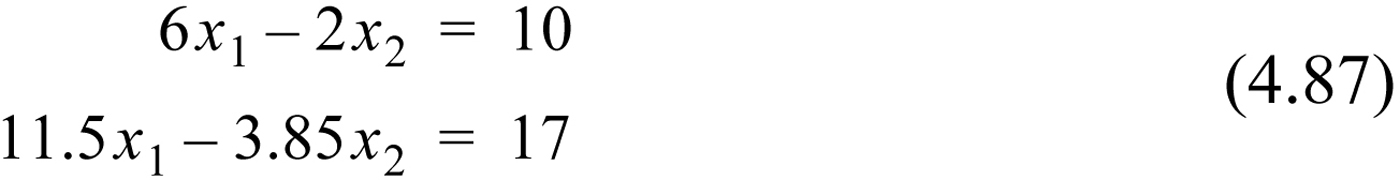 6x₁ − 2x₂ = 10
(4.87)
11.5x₁ − 3.85x₂ = 17